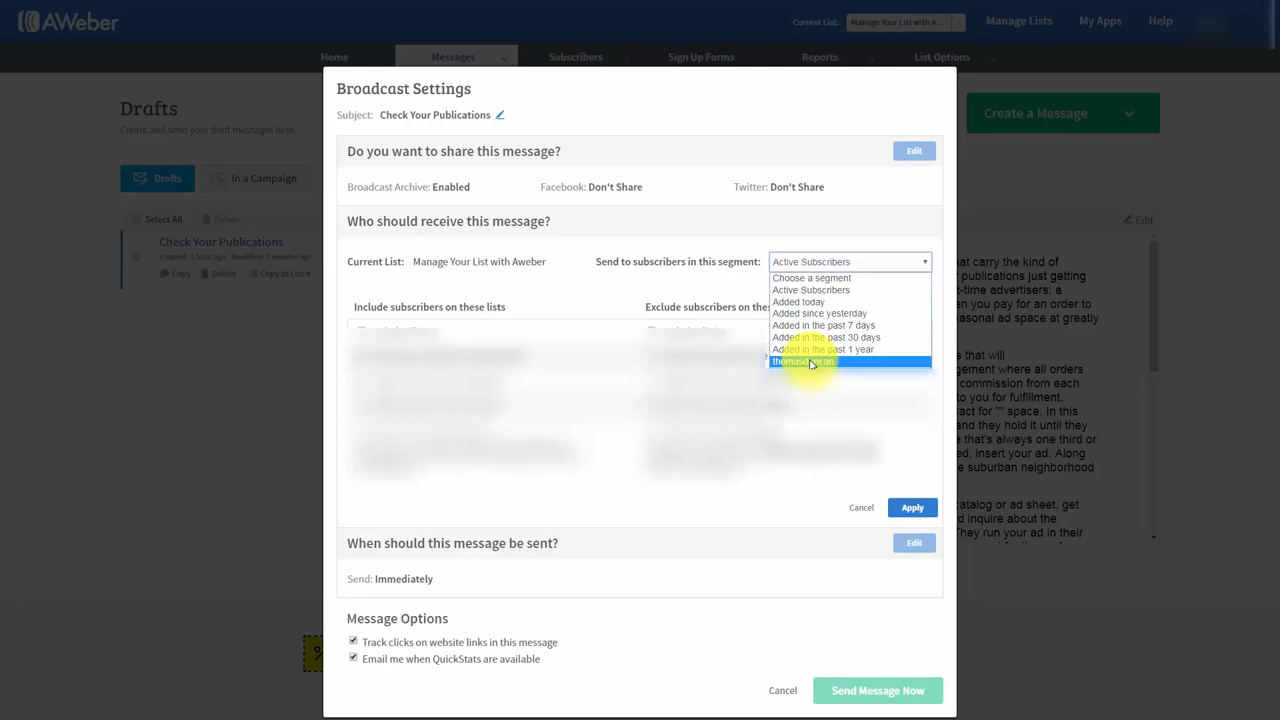 AWeber
Current List: Manage Your List with A... Manage Lists My Apps Help
Home Messages Subscribers Sign Up Forms Reports List Options
Broadcast Settings
Drafts
Create and send your draft messages here.
Create a Message
Subject: Check Your Publications
Do you want to share this message? Edit
Drafts In a Campaign
Broadcast Archive: Enabled Facebook: Don't Share Twitter: Don't Share
Select All Delete
Who should receive this message?
Edit
Check Your Publications
Copy Delete Copy to List
Current List: Manage Your List with Aweber Send to subscribers in this segment: Active Subscribers
Choose a segment
Active Subscribers
Added today
Added since yesterday
Added in the past 7 days
Added in the past 30 days
Added in the past 1 year
Include subscribers on these lists Exclude subscribers on the
that carry the kind of
publications just getting
t-time advertisers; a
en you pay for an order to
onal ad space at greatly
s that will
gement where all orders
commission from each
to you for fulfillment.
ract for "" space. In this
and they hold it until they
e that's always one third or
d, insert your ad. Along
e suburban neighborhood
catalog or ad sheet, get
d inquire about the
They run your ad in their
Cancel Apply
When should this message be sent? Edit
Send: Immediately
Message Options
Track clicks on website links in this message
Email me when QuickStats are available
Cancel Send Message Now